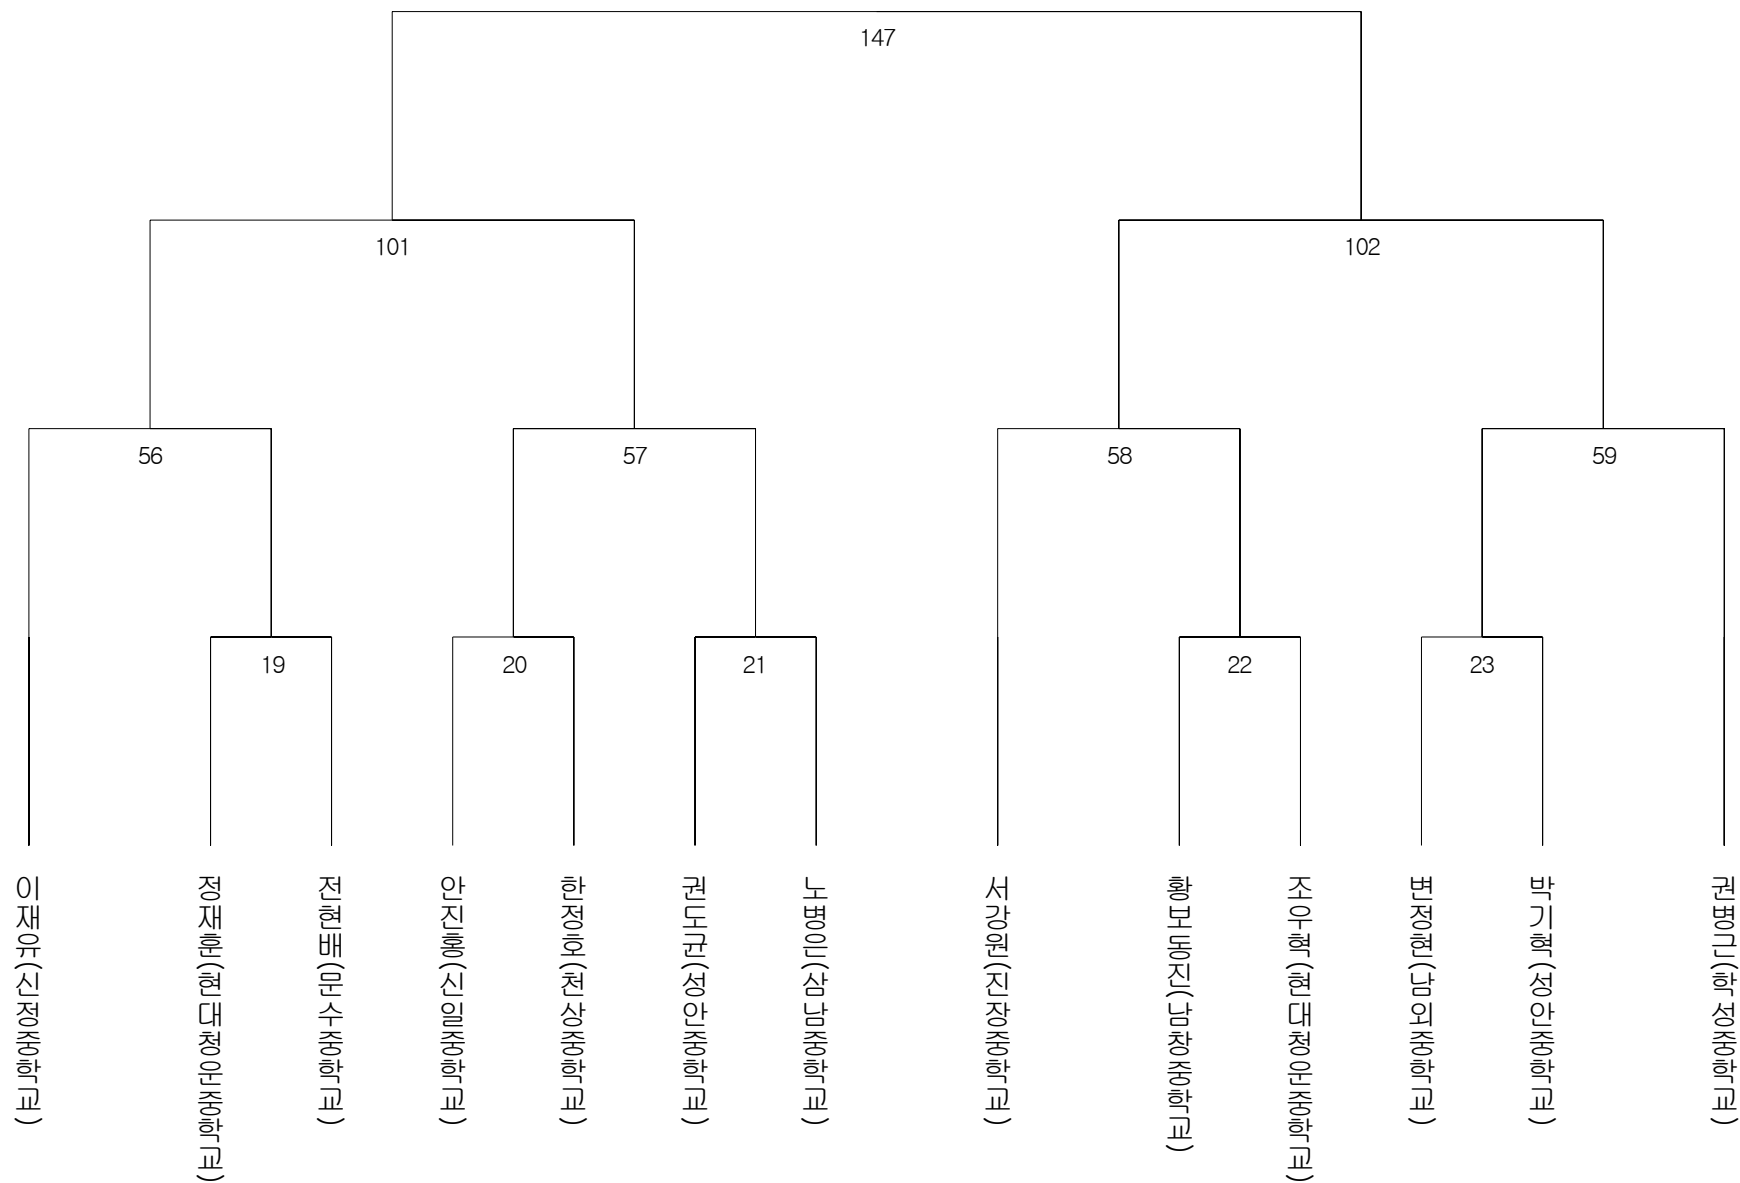 147
101
102
56
57
58
59
19
20
21
22
23
이재유(신정중학교)
정재훈(현대청운중학교)
전현배(문수중학교)
안진홍(신일중학교)
한정호(천상중학교)
권도균(성안중학교)
노병은(삼남중학교)
서강원(진장중학교)
황보동진(남창중학교)
조우혁(현대청운중학교)
변정현(남외중학교)
박기혁(성안중학교)
권병근(학성중학교)